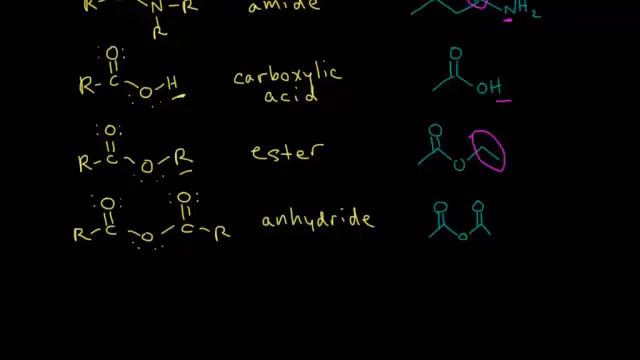 R N R amide NH2
R
:O:
R-C O H carboxylic acid O OH
:O:
R-C O R ester O O
:O: :O:
R-C O C R anhydride O O O